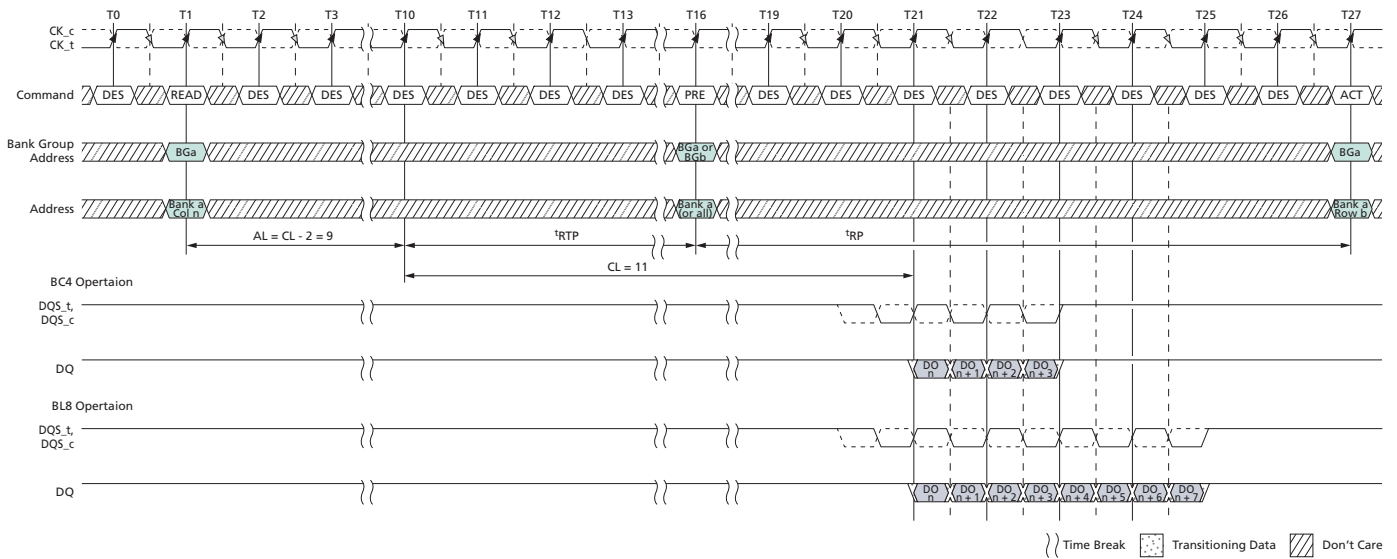 T0 T1 T2 T3 T10 T11 T12 T13 T16 T19 T20 T21 T22 T23 T24 T25 T26 T27
CK_c
CK_t
Command DES READ DES DES DES DES DES DES PRE DES DES DES DES DES DES DES DES ACT
Bank Group
Address
BGa
BGa or
BGb
BGa
Address
Bank a
Col n
Bank a
(or all)
Bank a
Row b
AL = CL - 2 = 9 tRTP tRP
CL = 11
BC4 Opertaion
DQS_t,
DQS_c
DQ
DO
n
DO
n + 1
DO
n + 2
DO
n + 3
BL8 Opertaion
DQS_t,
DQS_c
DQ
DO
n
DO
n + 1
DO
n + 2
DO
n + 3
DO
n + 4
DO
n + 5
DO
n + 6
DO
n + 7
Time Break Transitioning Data Don't Care